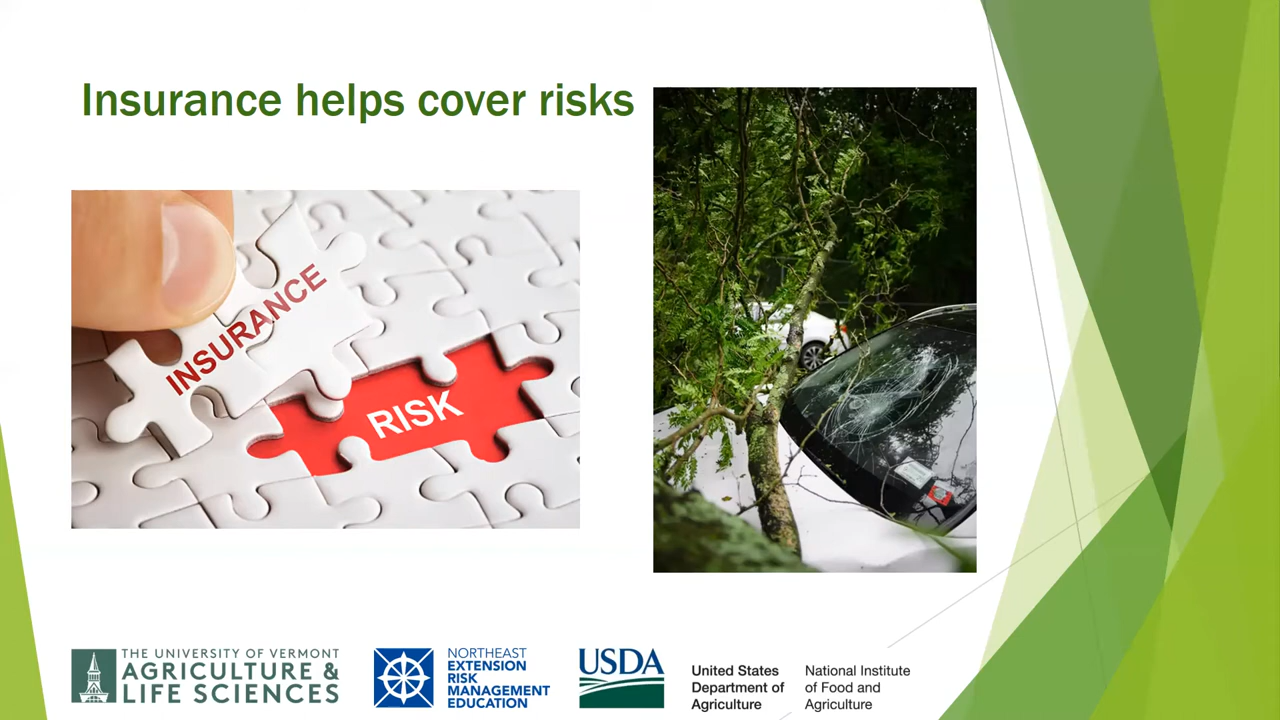 Insurance helps cover risks
INSURANCE
RISK
THE UNIVERSITY OF VERMONT
AGRICULTURE &
LIFE SCIENCES
NORTHEAST
EXTENSION
RISK
MANAGEMENT
EDUCATION
USDA
United States
Department of
Agriculture
National Institute
of Food and
Agriculture